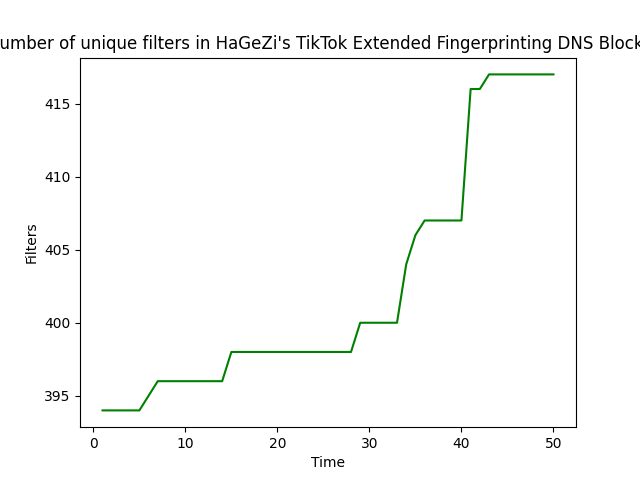 umber of unique filters in HaGeZi's TikTok Extended Fingerprinting DNS Block
415
410
405
400
395
Filters
0 10 20 30 40 50
Time